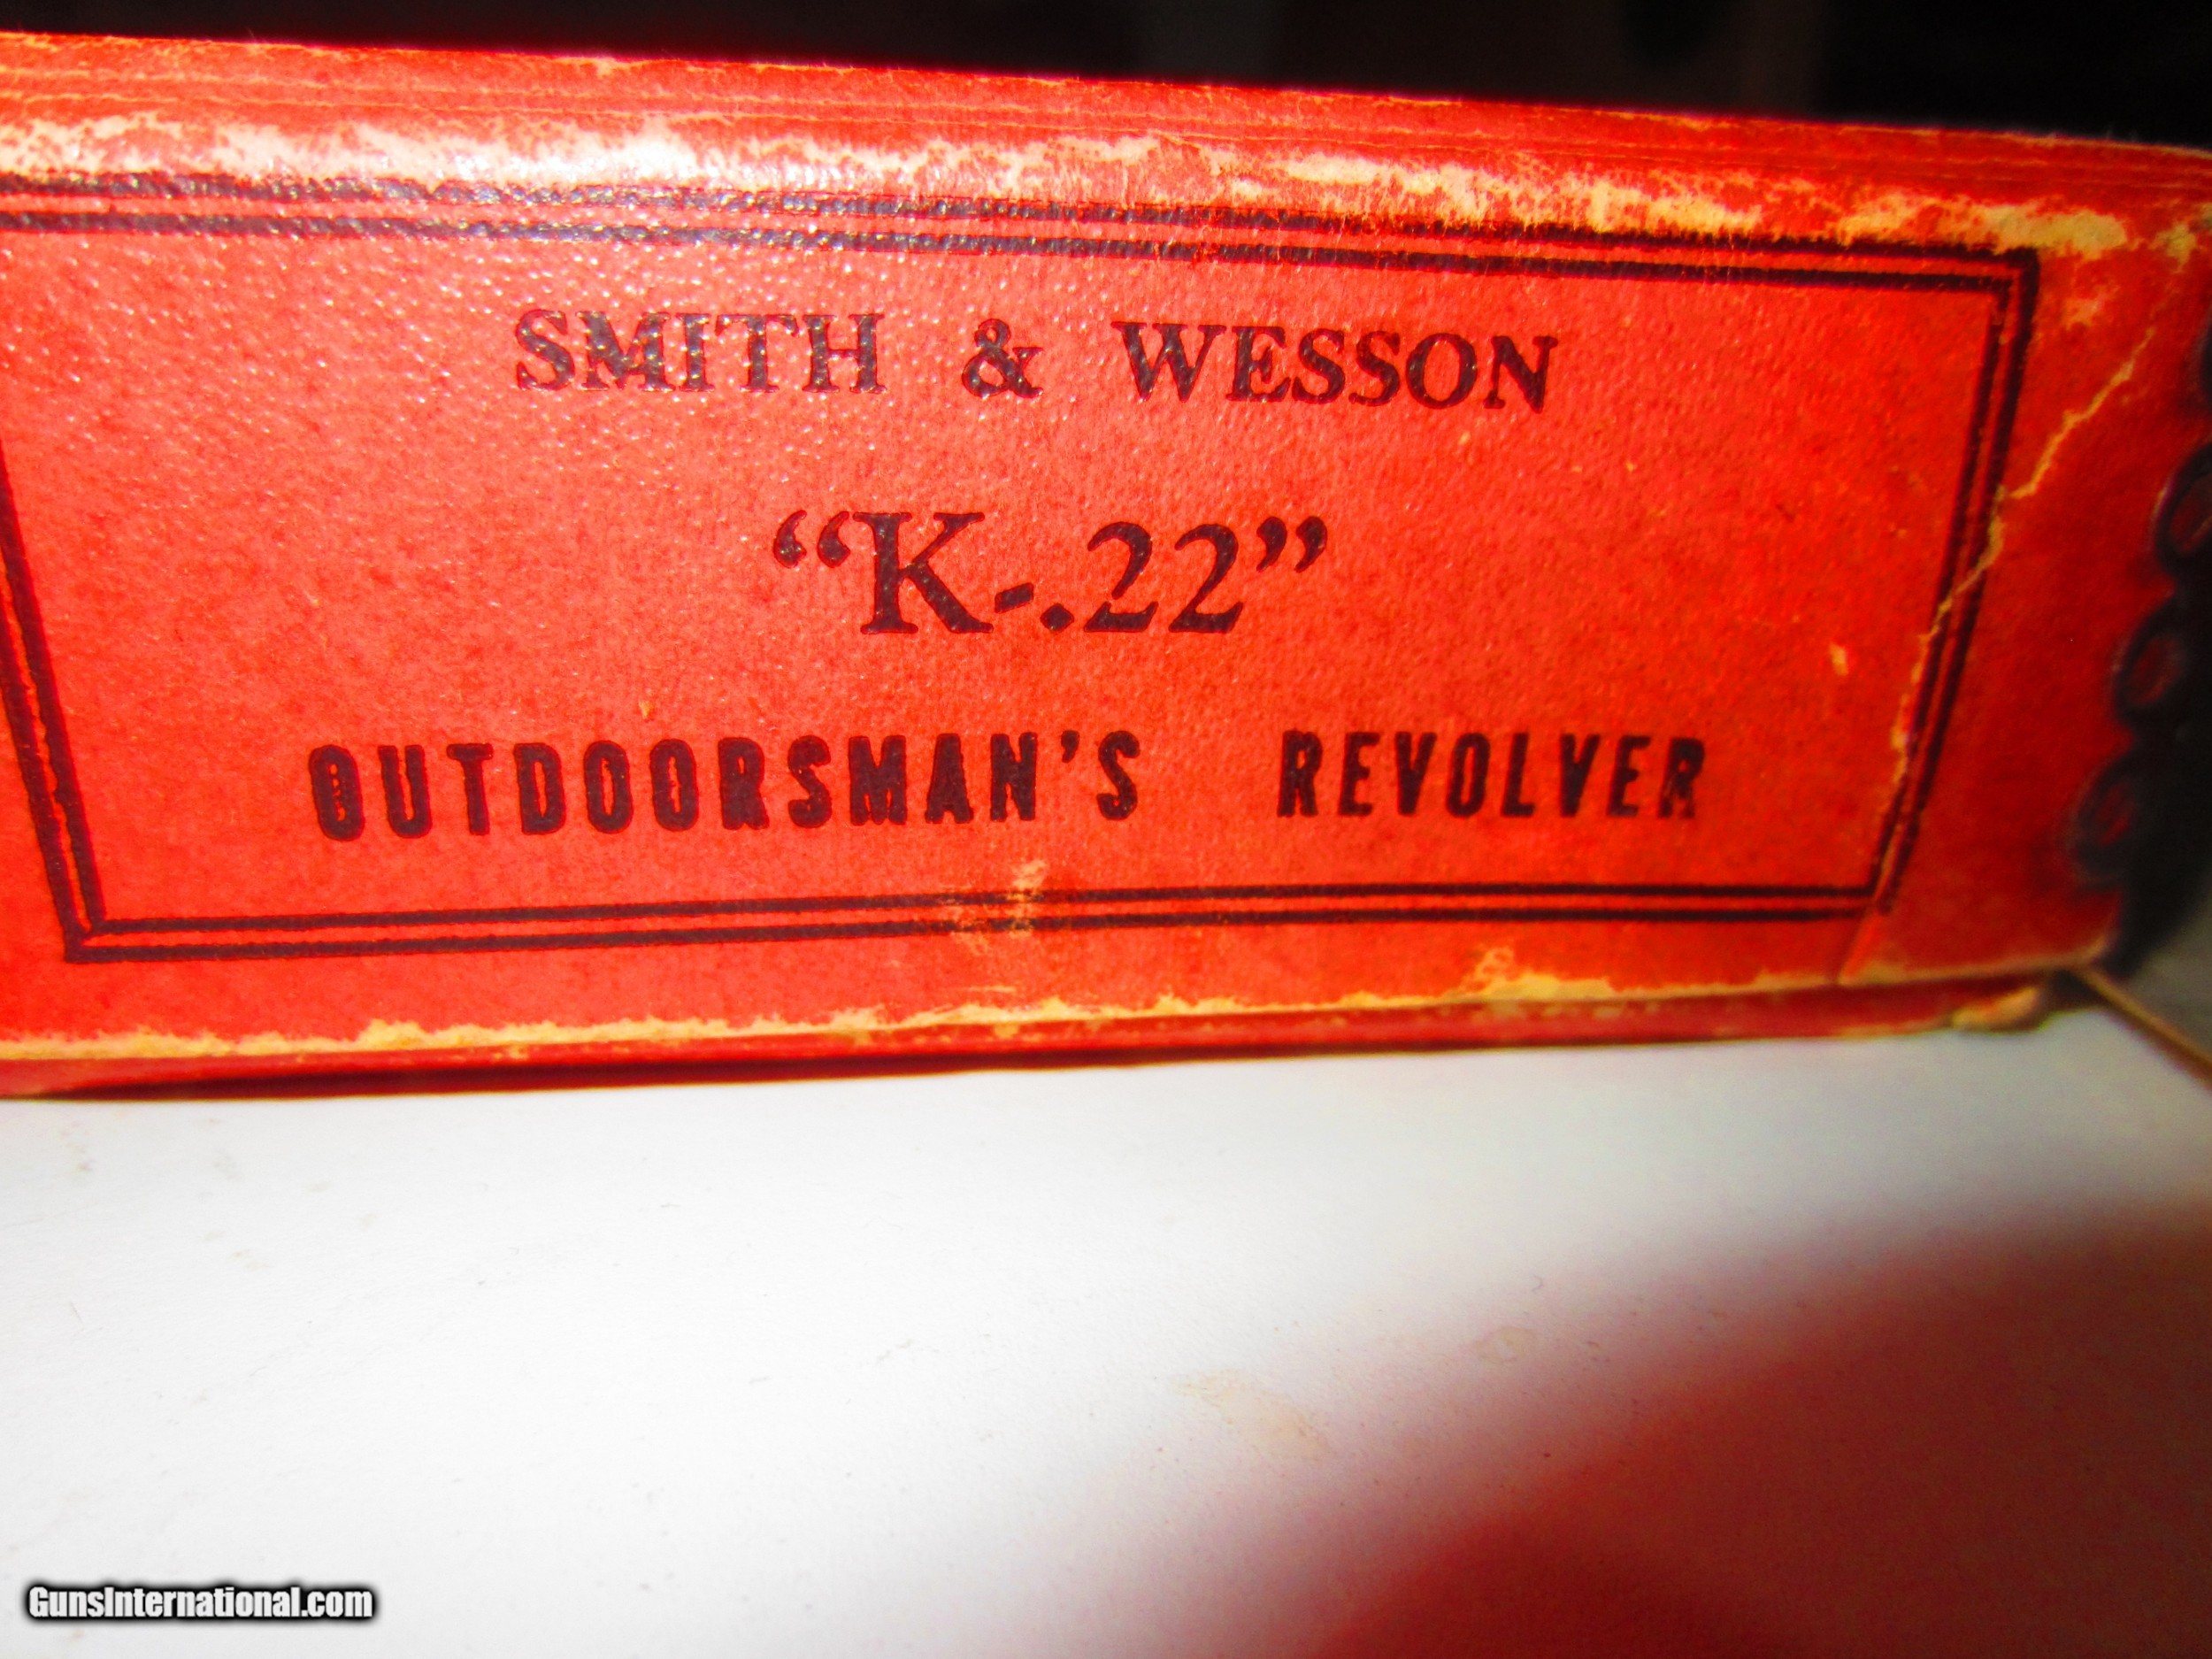 SMITH & WESSON
“K-.22”
OUTDOORSMAN'S REVOLVER
GunsInternational.com